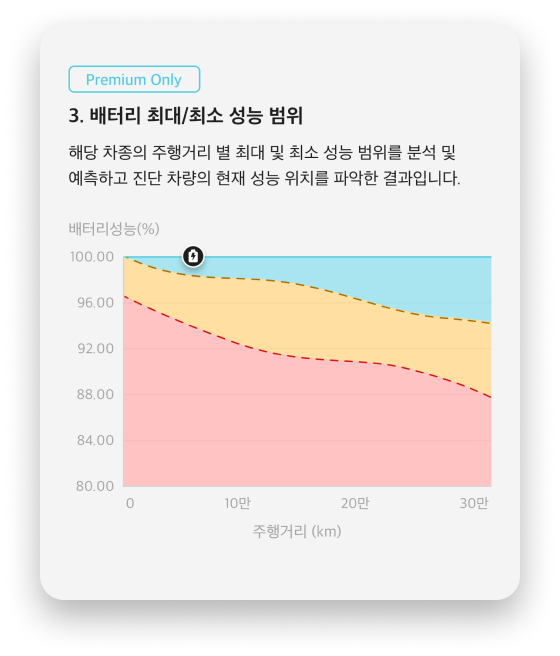 Premium Only
3. 배터리 최대/최소 성능 범위
해당 차종의 주행거리 별 최대 및 최소 성능 범위를 분석 및
예측하고 진단 차량의 현재 성능 위치를 파악한 결과입니다.
배터리성능(%)
100.00
96.00
92.00
88.00
84.00
80.00
0 10만 20만 30만
주행거리 (km)